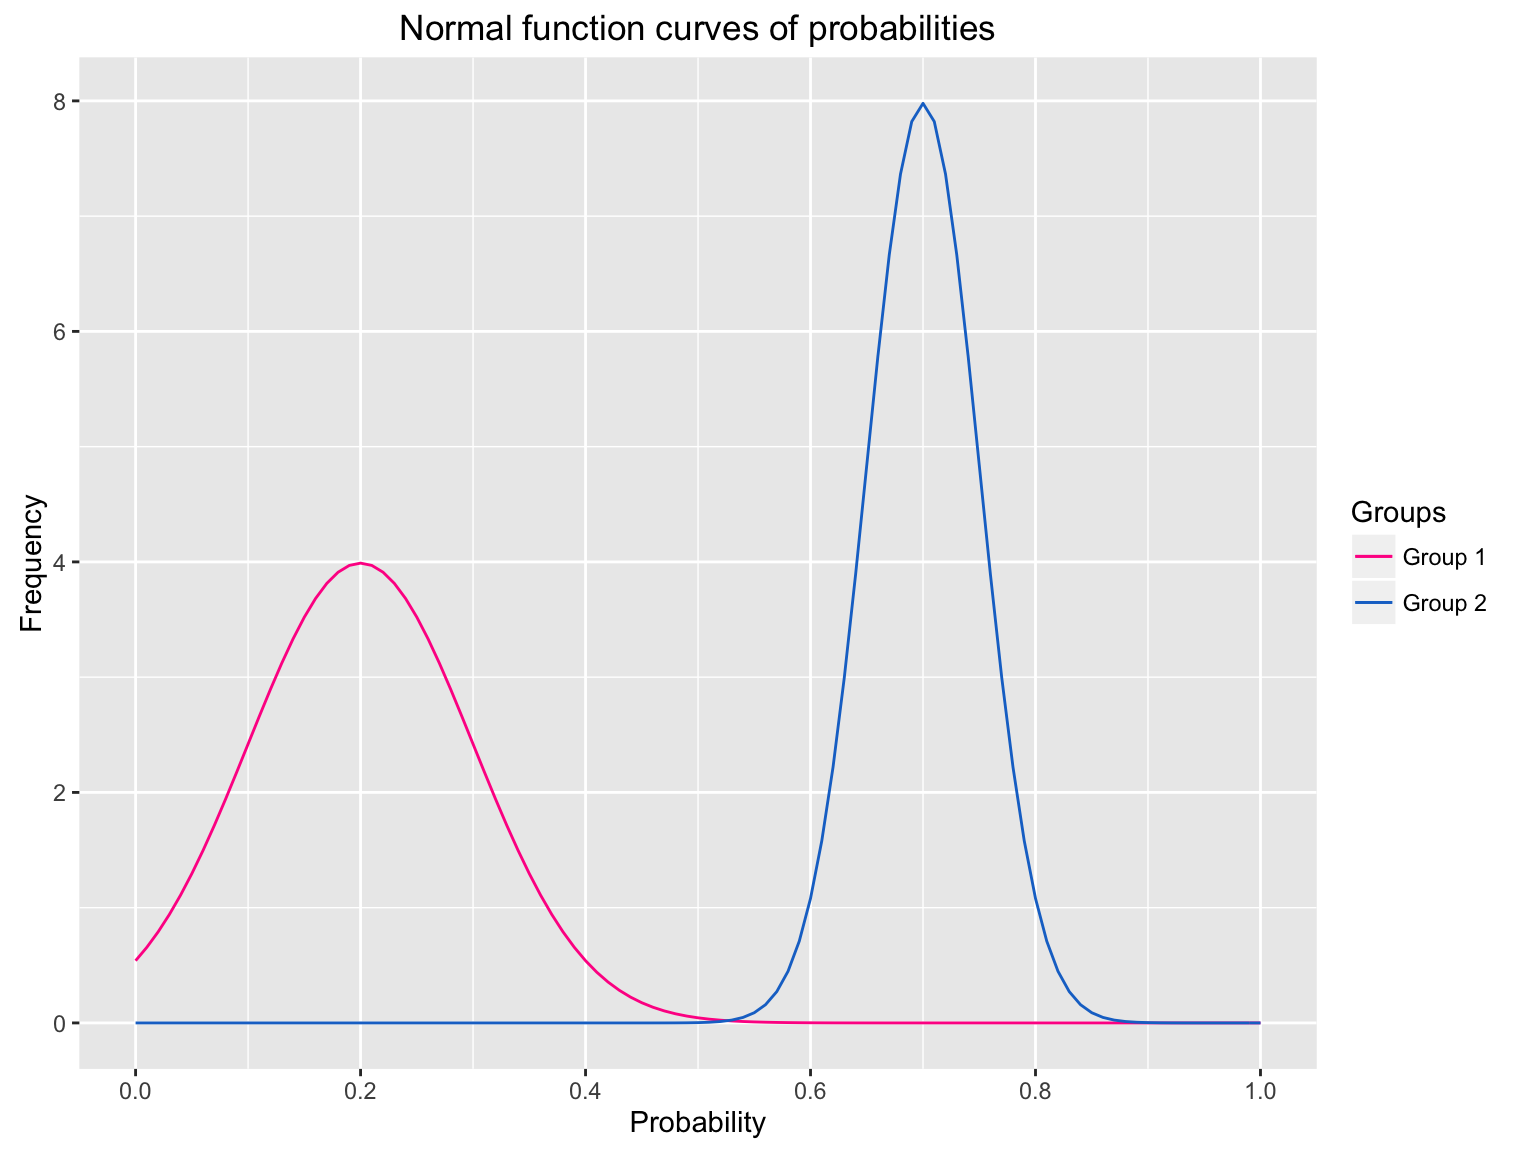 Normal function curves of probabilities
8
6
4
2
0
Frequency
0.0 0.2 0.4 0.6 0.8 1.0
Probability
Groups
Group 1
Group 2